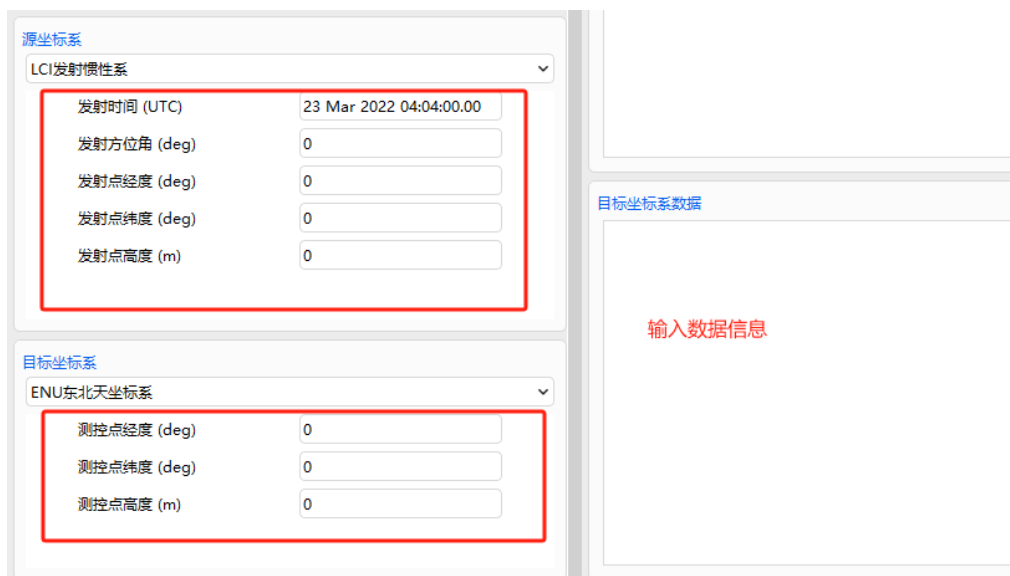 源坐标系
LCI发射惯性系
发射时间 (UTC) 23 Mar 2022 04:04:00.00
发射方位角 (deg) 0
发射点经度 (deg) 0
发射点纬度 (deg) 0
发射点高度 (m) 0
目标坐标系
ENU东北天坐标系
测控点经度 (deg) 0
测控点纬度 (deg) 0
测控点高度 (m) 0
目标坐标系数据
输入数据信息